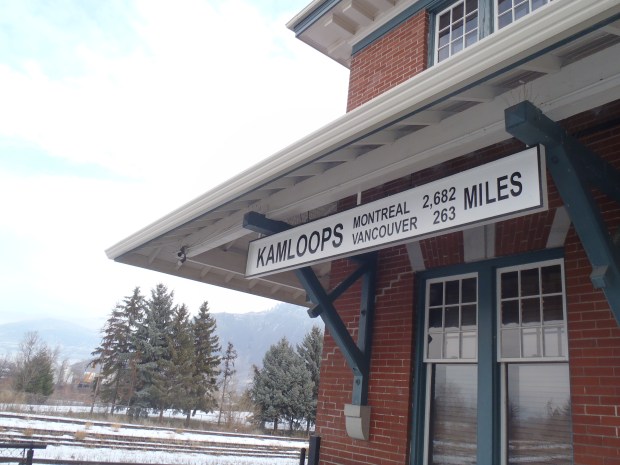 KAMLOOPS MONTREAL 2,682 MILES
VANCOUVER 263